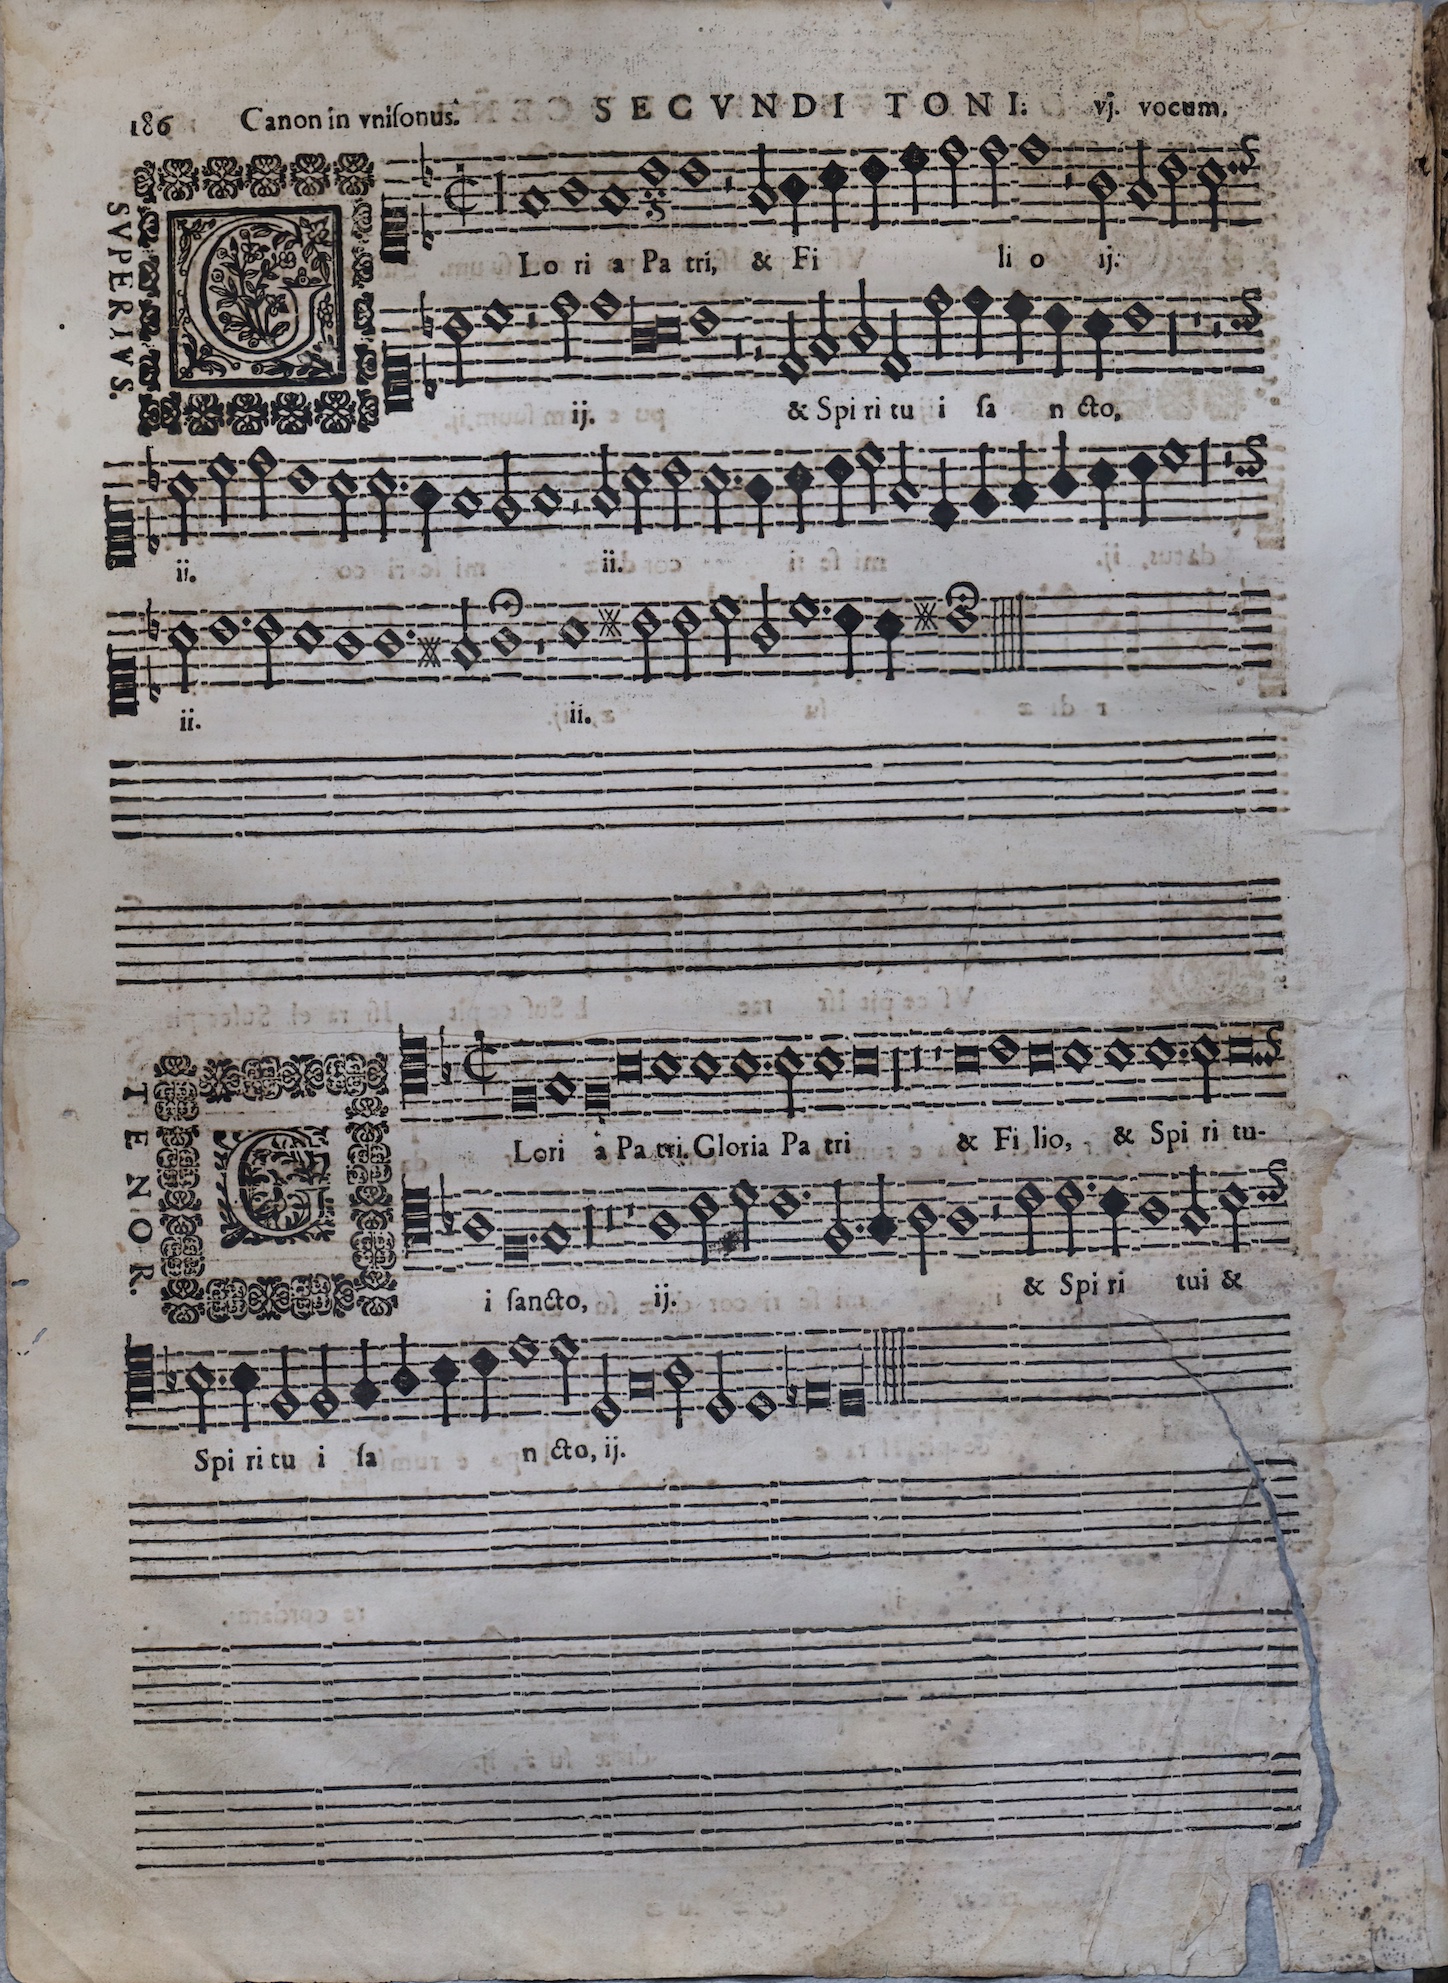 186 Canon in vnisonus. SECVNDI TONI. vj. vocum.
SVPERIVS.
G Lo ri a Pa tri, & Fi li o ij.
ij. & Spi ri tu i ſa n cto,
ii. ii.
ii. ii.
TENOR.
G Lori a Pa tri. Gloria Pa tri & Fi lio, & Spi ri tu-
i ſancto, ij. & Spi ri tui &
Spi ri tu i ſa n cto, ij.